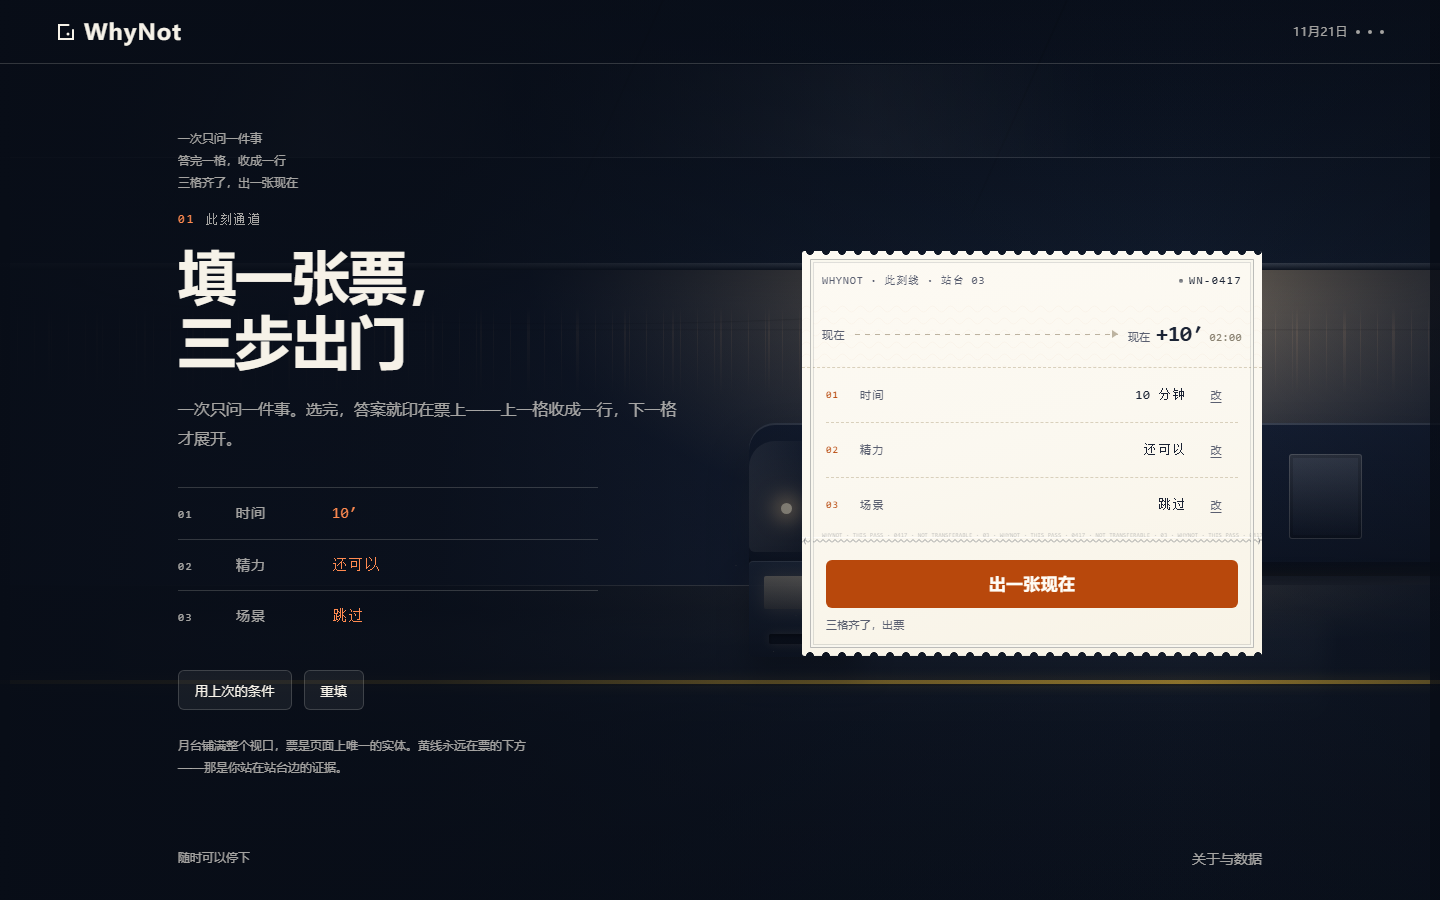 WhyNot
11月21日
一次只问一件事
答完一格，收成一行
三格齐了，出一张现在
01 此刻通道
填一张票，
三步出门
一次只问一件事。选完，答案就印在票上——上一格收成一行，下一格
才展开。
01 时间 10′
02 精力 还可以
03 场景 跳过
用上次的条件 重填
月台铺满整个视口，票是页面上唯一的实体。黄线永远在票的下方
——那是你站在站台边的证据。
WHYNOT · 此刻线 · 站台 03 WN-0417
现在 现在 +10′ 02:00
01 时间 10 分钟 改
02 精力 还可以 改
03 场景 跳过 改
出一张现在
三格齐了，出票
随时可以停下
关于与数据